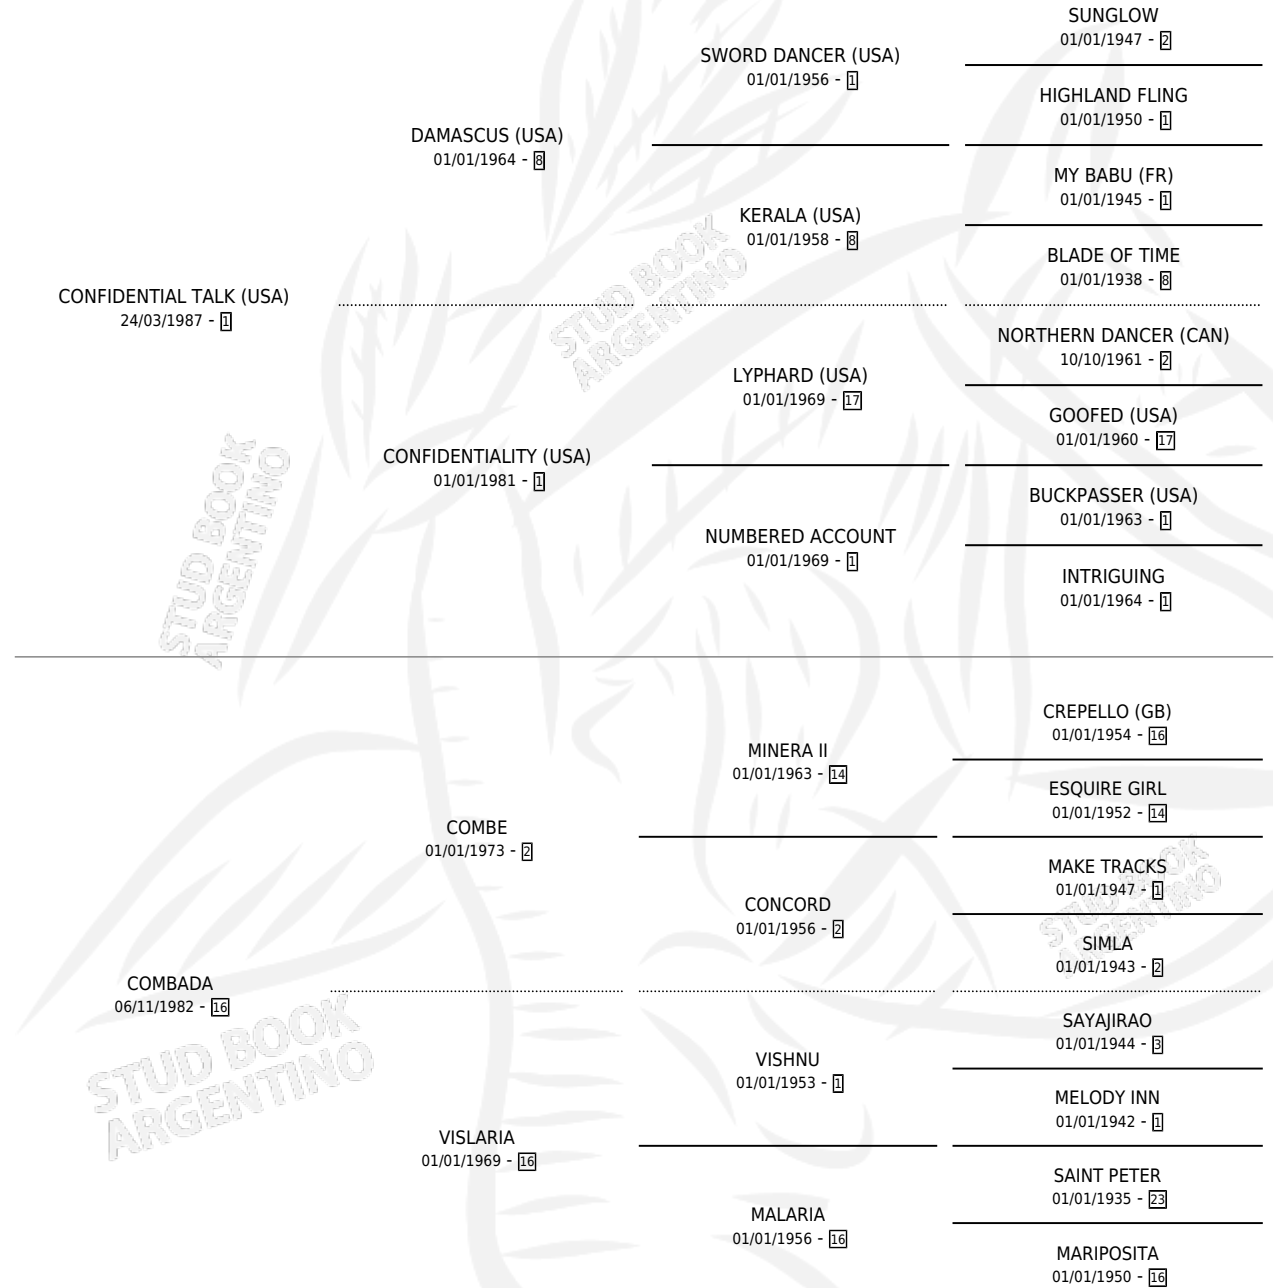 SUNGLOW
01/01/1947 - 2
SWORD DANCER (USA)
01/01/1956 - 1
HIGHLAND FLING
01/01/1950 - 1
DAMASCUS (USA)
01/01/1964 - 8
MY BABU (FR)
01/01/1945 - 1
KERALA (USA)
01/01/1958 - 8
BLADE OF TIME
01/01/1938 - 8
CONFIDENTIAL TALK (USA)
24/03/1987 - 1
NORTHERN DANCER (CAN)
10/10/1961 - 2
LYPHARD (USA)
01/01/1969 - 17
GOOFED (USA)
01/01/1960 - 17
CONFIDENTIALITY (USA)
01/01/1981 - 1
BUCKPASSER (USA)
01/01/1963 - 1
NUMBERED ACCOUNT
01/01/1969 - 1
INTRIGUING
01/01/1964 - 1
CREPELLO (GB)
01/01/1954 - 16
MINERA II
01/01/1963 - 14
ESQUIRE GIRL
01/01/1952 - 14
COMBE
01/01/1973 - 2
MAKE TRACKS
01/01/1947 - 1
CONCORD
01/01/1956 - 2
SIMLA
01/01/1943 - 2
COMBADA
06/11/1982 - 16
SAYAJIRAO
01/01/1944 - 3
VISHNU
01/01/1953 - 1
MELODY INN
01/01/1942 - 1
VISLARIA
01/01/1969 - 16
SAINT PETER
01/01/1935 - 23
MALARIA
01/01/1956 - 16
MARIPOSITA
01/01/1950 - 16
STUD BOOK
ARGENTINO
STUD BOOK
ARGENTINO
STUD BOOK
ARGENTINO
STUD BOOK
ARGENTINO